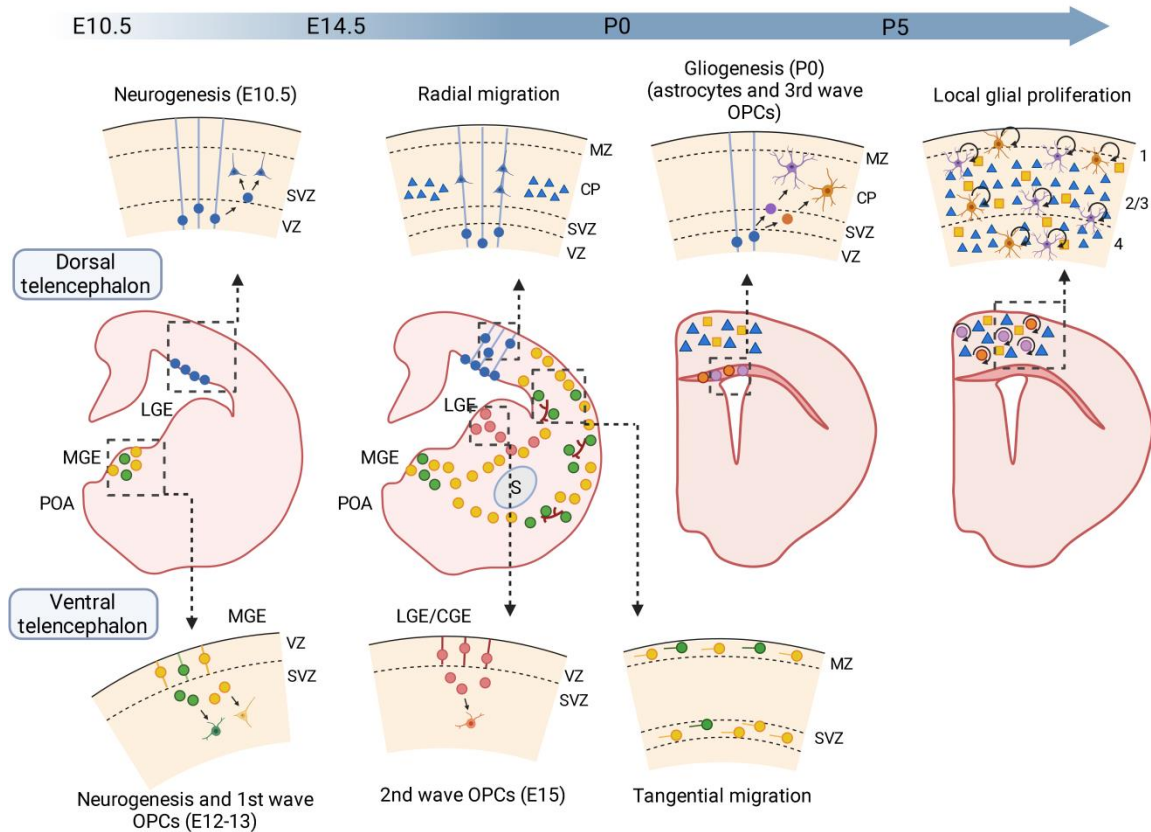 E10.5
E14.5
P0
P5
Neurogenesis (E10.5)
Radial migration
Gliogenesis (P0)
(astrocytes and 3rd wave
OPCs)
Local glial proliferation
SVZ
VZ
MZ
CP
SVZ
VZ
MZ
CP
SVZ
VZ
1
2/3
4
Dorsal
telencephalon
LGE
MGE
POA
LGE
MGE
POA
S
Ventral
telencephalon
MGE
VZ
SVZ
LGE/CGE
VZ
SVZ
MZ
SVZ
Neurogenesis and 1st wave
OPCs (E12-13)
2nd wave OPCs (E15)
Tangential migration